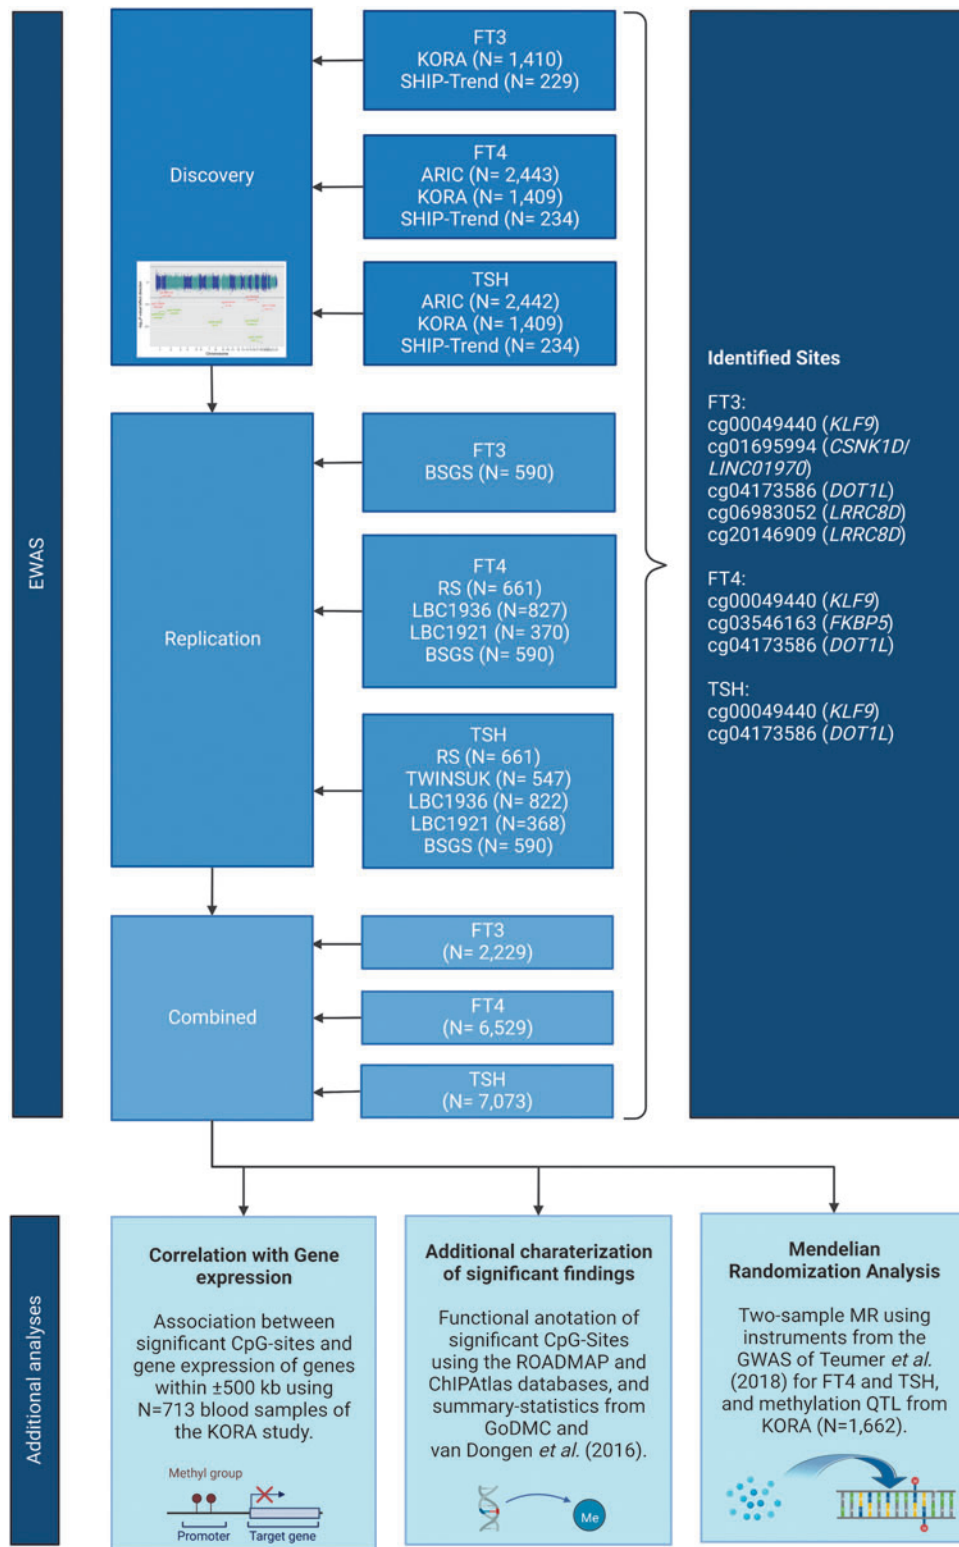 EWAS
Discovery
FT3
KORA (N= 1,410)
SHIP-Trend (N= 229)
FT4
ARIC (N= 2,443)
KORA (N= 1,409)
SHIP-Trend (N= 234)
TSH
ARIC (N= 2,442)
KORA (N= 1,409)
SHIP-Trend (N= 234)
Chromosome
Replication
FT3
BSGS (N= 590)
FT4
RS (N= 661)
LBC1936 (N=827)
LBC1921 (N= 370)
BSGS (N= 590)
TSH
RS (N= 661)
TWINSUK (N= 547)
LBC1936 (N= 822)
LBC1921 (N=368)
BSGS (N= 590)
Combined
FT3
(N= 2,229)
FT4
(N= 6,529)
TSH
(N= 7,073)
Identified Sites
FT3:
cg00049440 (KLF9)
cg01695994 (CSNK1D/
LINC01970)
cg04173586 (DOT1L)
cg06983052 (LRRC8D)
cg20146909 (LRRC8D)
FT4:
cg00049440 (KLF9)
cg03546163 (FKBP5)
cg04173586 (DOT1L)
TSH:
cg00049440 (KLF9)
cg04173586 (DOT1L)
Additional analyses
Correlation with Gene
expression
Association between
significant CpG-sites and
gene expression of genes
within ±500 kb using
N=713 blood samples of
the KORA study.
Methyl group
Promoter
Target gene
Additional charaterization
of significant findings
Functional anotation of
significant CpG-Sites
using the ROADMAP and
ChIPAtlas databases, and
summary-statistics from
GoDMC and
van Dongen et al. (2016).
Me
Mendelian
Randomization Analysis
Two-sample MR using
instruments from the
GWAS of Teumer et al.
(2018) for FT4 and TSH,
and methylation QTL from
KORA (N=1,662).